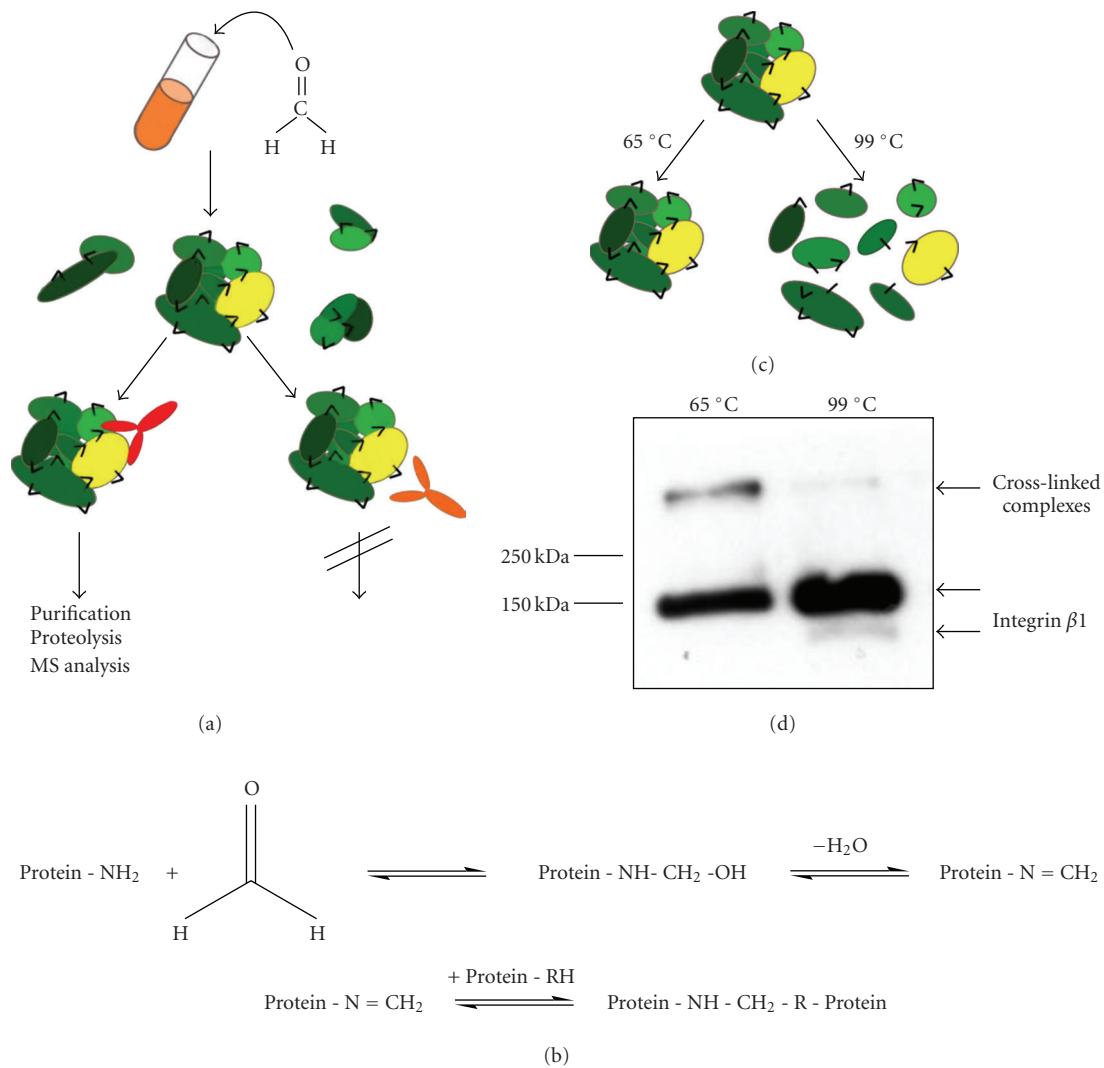 O
C
H H
Purification
Proteolysis
MS analysis
(a)
65 °C 99 °C
(c)
65 °C 99 °C
250 kDa
150 kDa
Cross-linked
complexes
Integrin β1
(d)
O
H H
Protein - NH₂ +
Protein - NH- CH₂ -OH
−H₂O
Protein - N = CH₂
Protein - N = CH₂
+ Protein - RH
Protein - NH - CH₂ - R - Protein
(b)